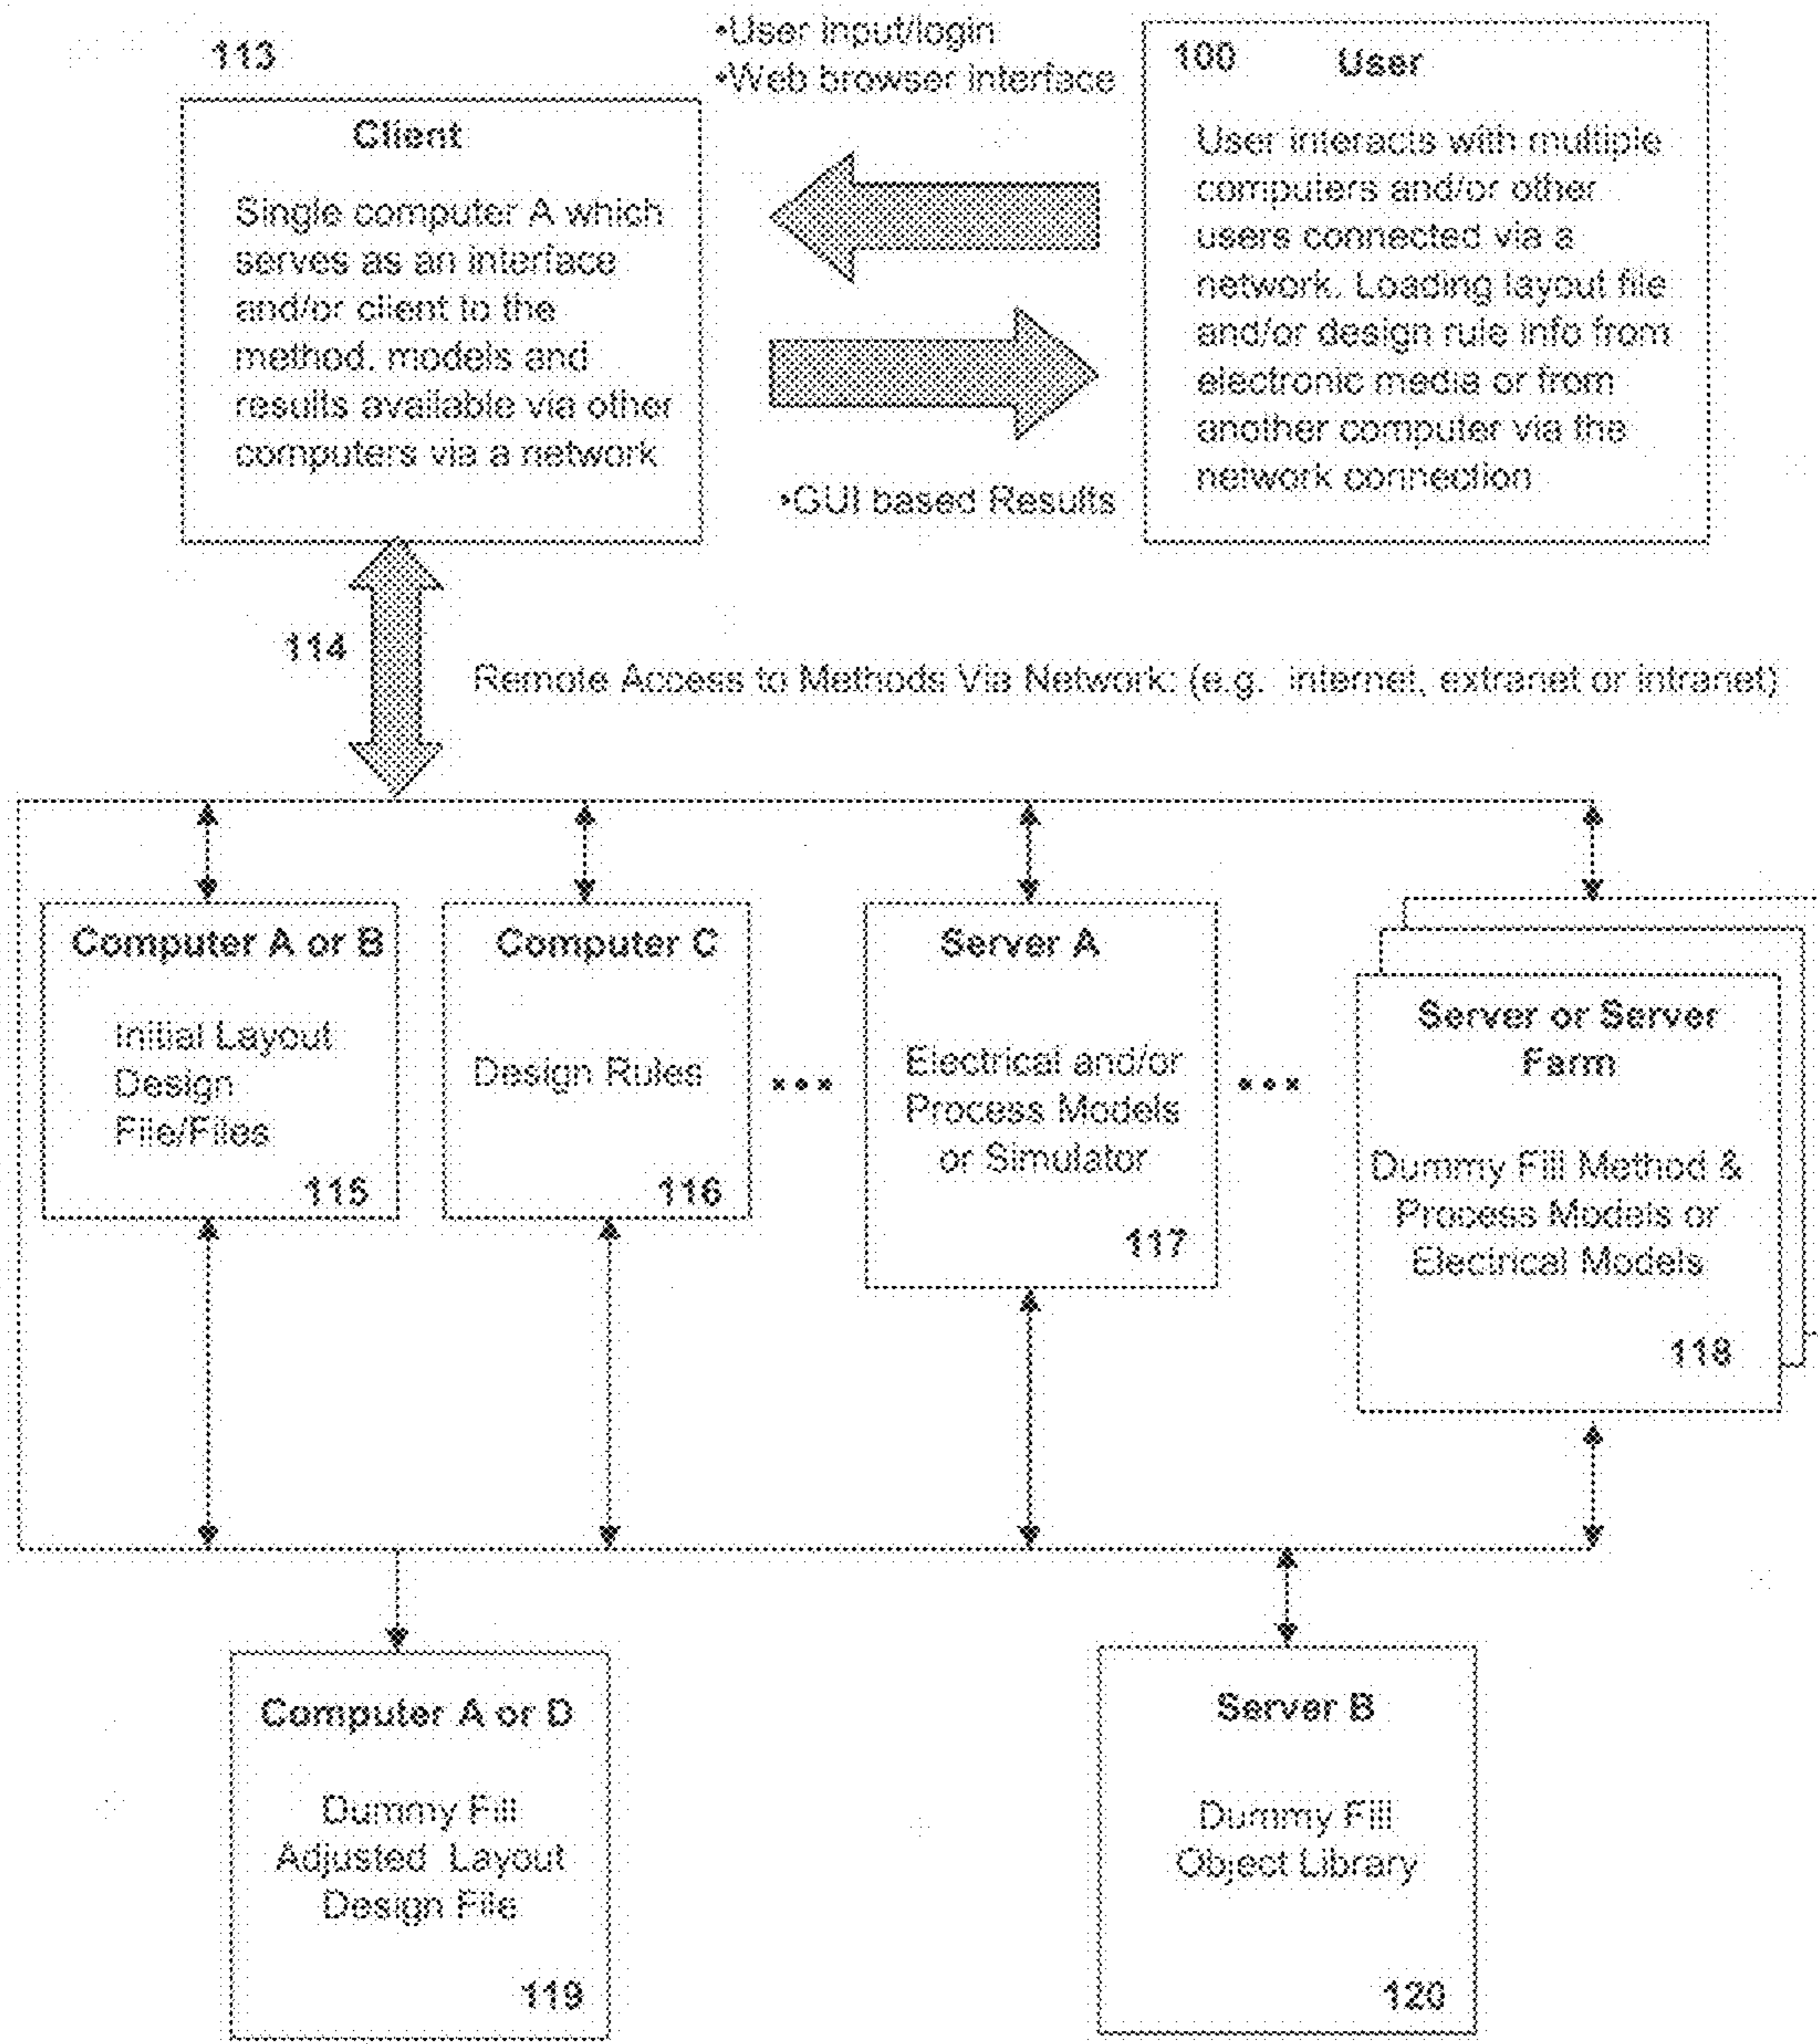 113
Client
Single computer A which
serves as an interface
and/or client to the
method, models and
results available via other
computers via a network
•User input/login
•Web browser interface
•GUI based Results
100 User
User interacts with multiple
computers and/or other
users connected via a
network. Loading layout file
and/or design rule info from
electronic media or from
another computer via the
network connection
114
Remote Access to Methods Via Network: (e.g. internet, extranet or intranet)
Computer A or B
Initial Layout
Design
File/Files
115
Computer C
Design Rules
116
...
Server A
Electrical and/or
Process Models
or Simulator
117
...
Server or Server
Farm
Dummy Fill Method &
Process Models or
Electrical Models
118
Computer A or D
Dummy Fill
Adjusted Layout
Design File
119
Server B
Dummy Fill
Object Library
120